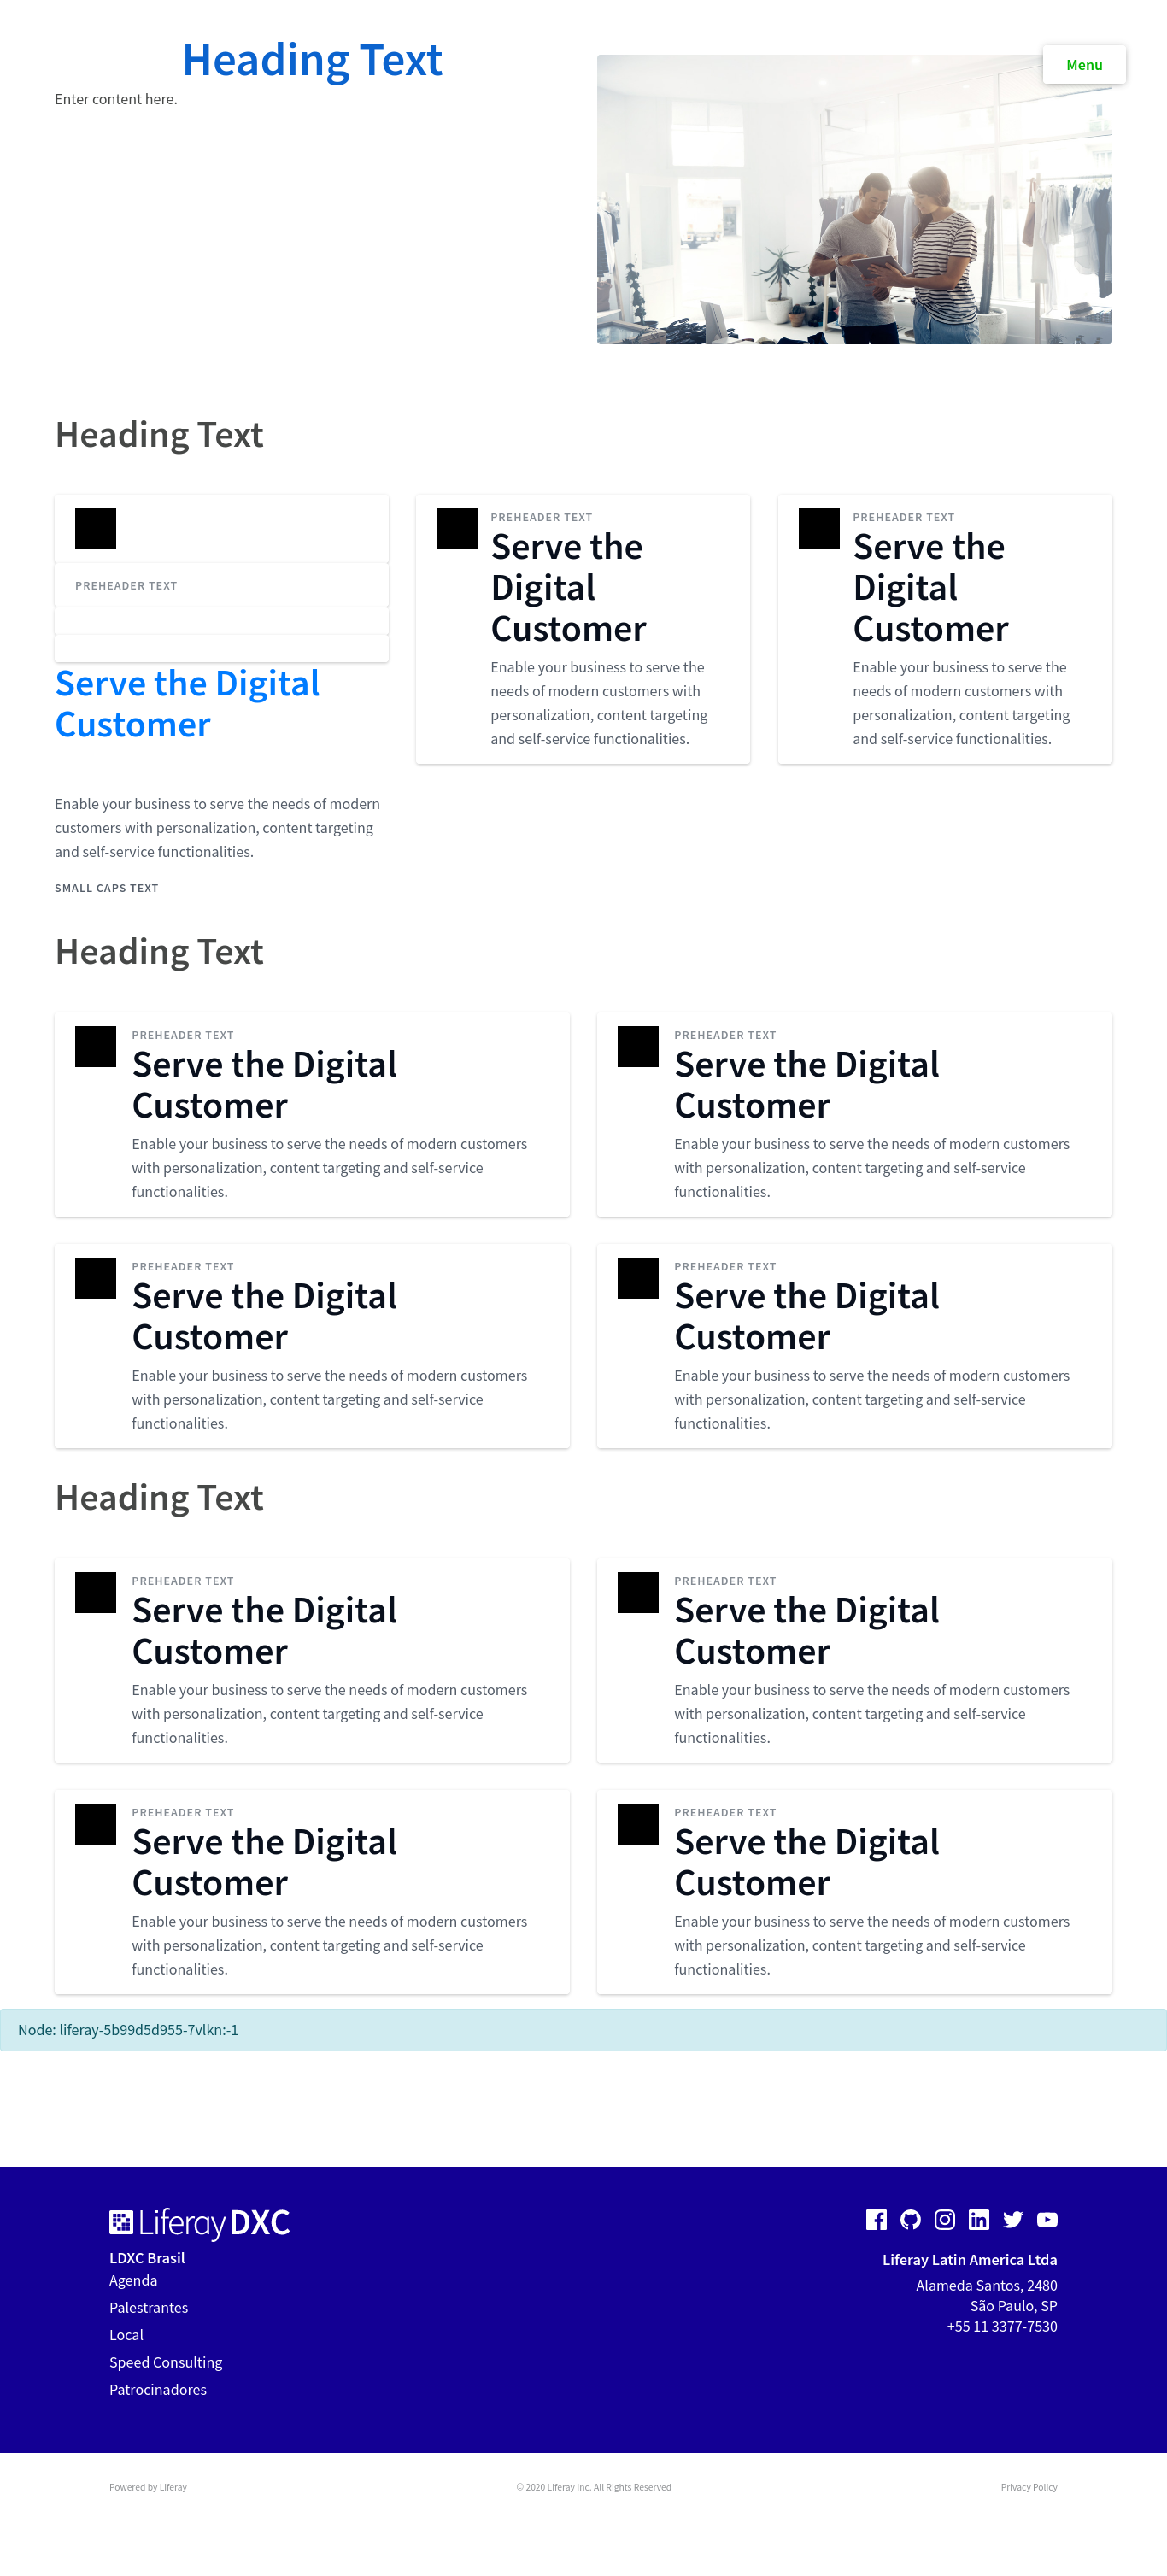 Heading Text
Menu
Enter content here.
Heading Text
PREHEADER TEXT
Serve the Digital
Customer
Enable your business to serve the needs of modern
customers with personalization, content targeting
and self-service functionalities.
SMALL CAPS TEXT
PREHEADER TEXT
Serve the
Digital
Customer
Enable your business to serve the
needs of modern customers with
personalization, content targeting
and self-service functionalities.
PREHEADER TEXT
Serve the
Digital
Customer
Enable your business to serve the
needs of modern customers with
personalization, content targeting
and self-service functionalities.
Heading Text
PREHEADER TEXT
Serve the Digital
Customer
Enable your business to serve the needs of modern customers
with personalization, content targeting and self-service
functionalities.
PREHEADER TEXT
Serve the Digital
Customer
Enable your business to serve the needs of modern customers
with personalization, content targeting and self-service
functionalities.
PREHEADER TEXT
Serve the Digital
Customer
Enable your business to serve the needs of modern customers
with personalization, content targeting and self-service
functionalities.
PREHEADER TEXT
Serve the Digital
Customer
Enable your business to serve the needs of modern customers
with personalization, content targeting and self-service
functionalities.
Heading Text
PREHEADER TEXT
Serve the Digital
Customer
Enable your business to serve the needs of modern customers
with personalization, content targeting and self-service
functionalities.
PREHEADER TEXT
Serve the Digital
Customer
Enable your business to serve the needs of modern customers
with personalization, content targeting and self-service
functionalities.
PREHEADER TEXT
Serve the Digital
Customer
Enable your business to serve the needs of modern customers
with personalization, content targeting and self-service
functionalities.
PREHEADER TEXT
Serve the Digital
Customer
Enable your business to serve the needs of modern customers
with personalization, content targeting and self-service
functionalities.
Node: liferay-5b99d5d955-7vlkn:-1
Liferay DXC
LDXC Brasil
Agenda
Palestrantes
Local
Speed Consulting
Patrocinadores
Liferay Latin America Ltda
Alameda Santos, 2480
São Paulo, SP
+55 11 3377-7530
Powered by Liferay
© 2020 Liferay Inc. All Rights Reserved
Privacy Policy